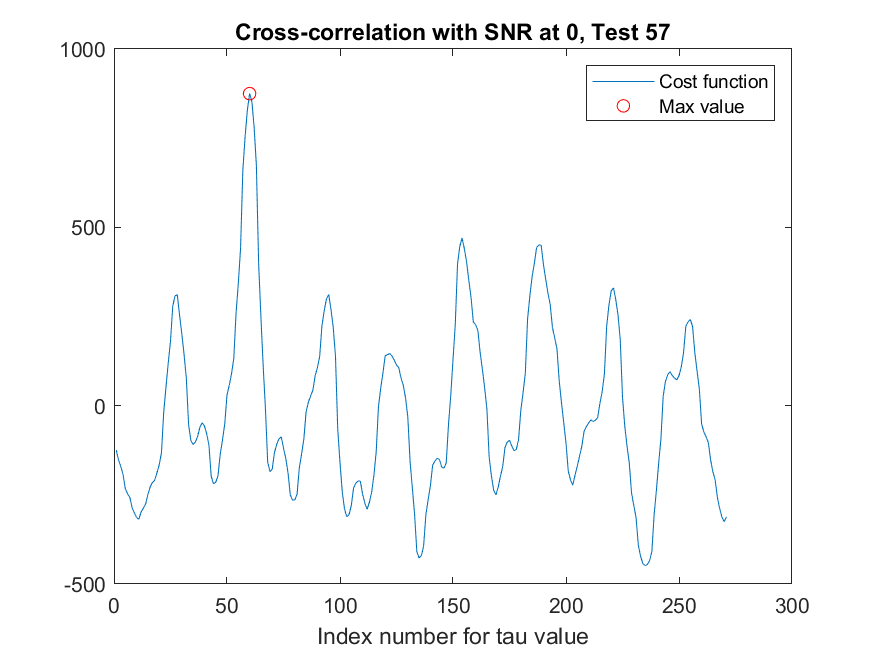 Cross-correlation with SNR at 0, Test 57
1000
500
0
-500
0 50 100 150 200 250 300
Index number for tau value
Cost function
Max value